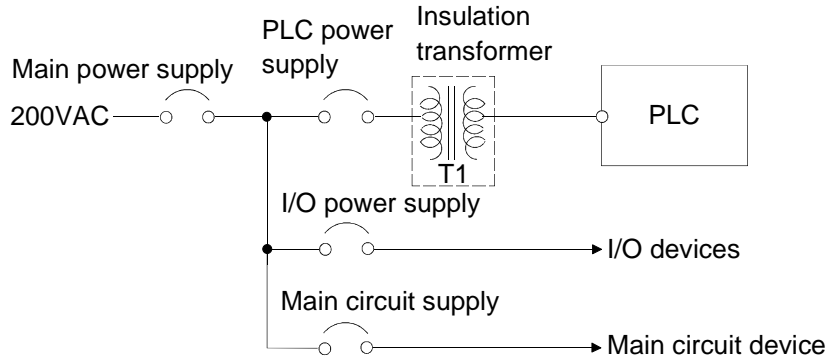 Insulation
transformer
PLC power
supply
Main power supply
200VAC
PLC
T1
I/O power supply
I/O devices
Main circuit supply
Main circuit device